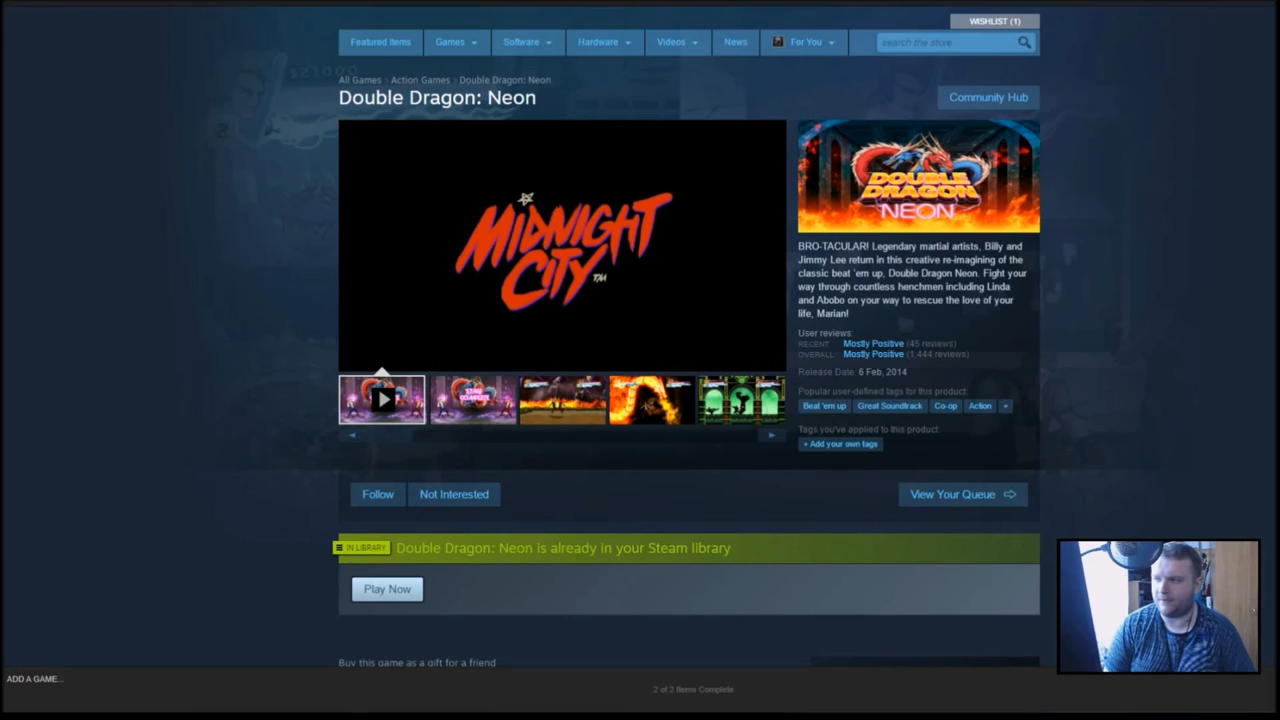 WISHLIST (1)
Featured Items
Games
Software
Hardware
Videos
News
For You
search the store
$21000
All Games > Action Games > Double Dragon: Neon
Double Dragon: Neon
Community Hub
MIDNIGHT
CITY™
DOUBLE
DRAGON
NEON
BRO-TACULAR! Legendary martial artists, Billy and
Jimmy Lee return in this creative re-imagining of the
classic beat 'em up, Double Dragon Neon. Fight your
way through countless henchmen including Linda
and Abobo on your way to rescue the love of your
life, Marian!
User reviews:
RECENT: Mostly Positive (45 reviews)
OVERALL: Mostly Positive (1,444 reviews)
Release Date: 6 Feb, 2014
Popular user-defined tags for this product:
Beat 'em up
Great Soundtrack
Co-op
Action
+
Tags you've applied to this product:
+ Add your own tags
Follow
Not Interested
View Your Queue
IN LIBRARY
Double Dragon: Neon is already in your Steam library
Play Now
Buy this game as a gift for a friend
ADD A GAME...
2 of 2 Items Complete